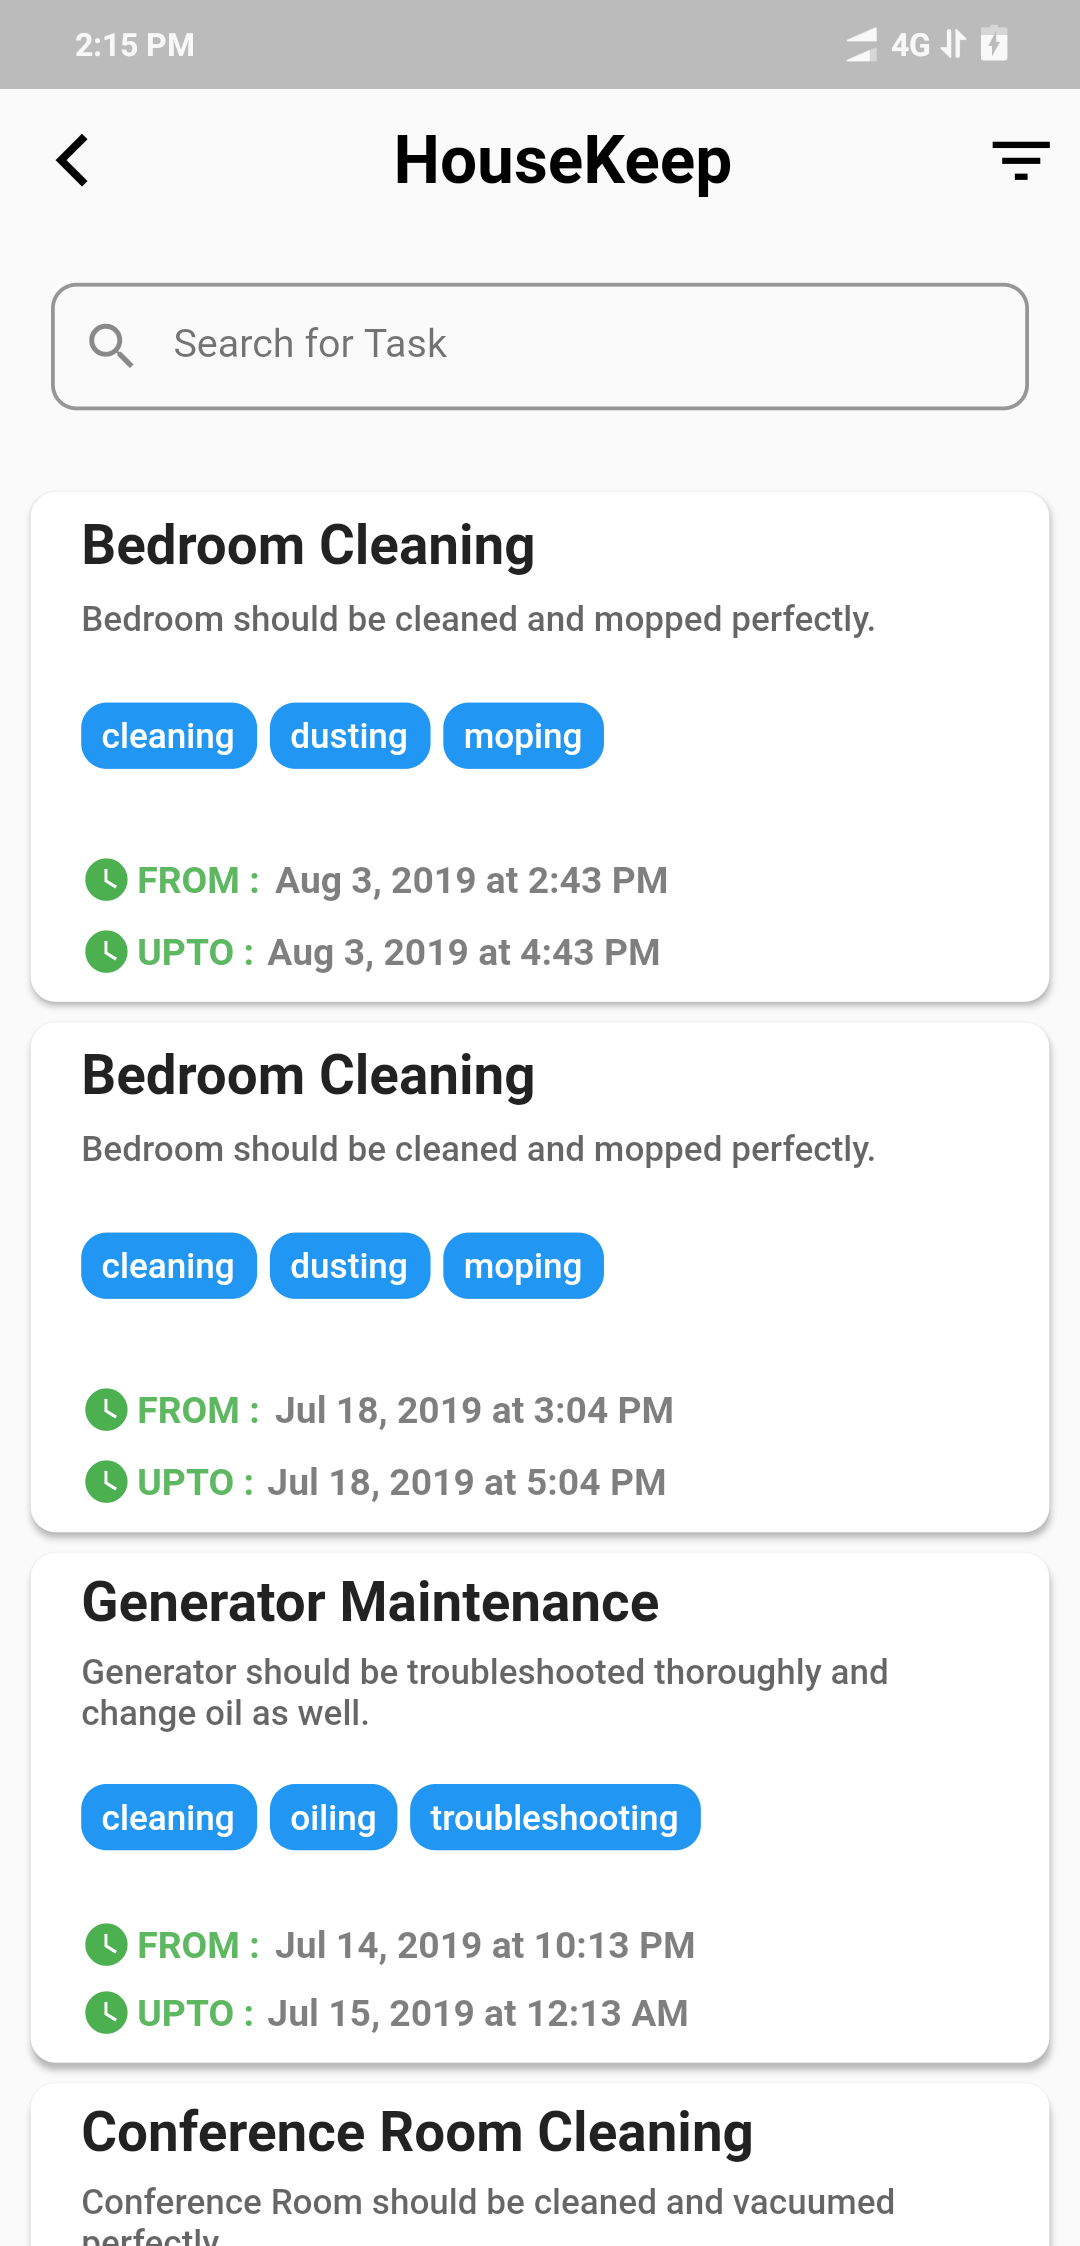 2:15 PM
4G
HouseKeep
Search for Task
Bedroom Cleaning
Bedroom should be cleaned and mopped perfectly.
cleaning dusting moping
FROM : Aug 3, 2019 at 2:43 PM
UPTO : Aug 3, 2019 at 4:43 PM
Bedroom Cleaning
Bedroom should be cleaned and mopped perfectly.
cleaning dusting moping
FROM : Jul 18, 2019 at 3:04 PM
UPTO : Jul 18, 2019 at 5:04 PM
Generator Maintenance
Generator should be troubleshooted thoroughly and
change oil as well.
cleaning oiling troubleshooting
FROM : Jul 14, 2019 at 10:13 PM
UPTO : Jul 15, 2019 at 12:13 AM
Conference Room Cleaning
Conference Room should be cleaned and vacuumed
perfectly